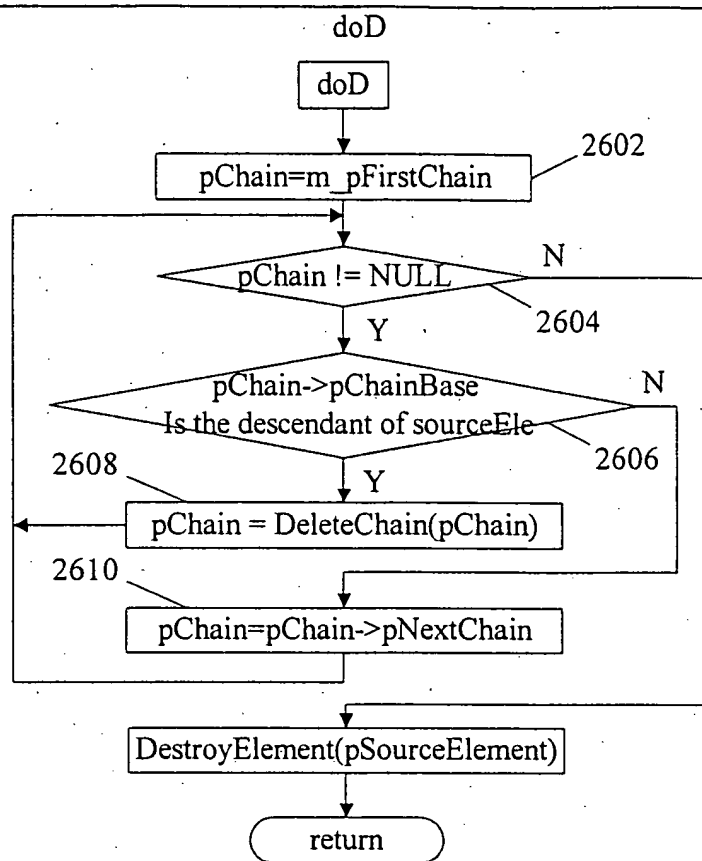 doD
doD
2602
pChain=m_pFirstChain
pChain != NULL
N
2604
Y
pChain->pChainBase
Is the descendant of sourceEle
N
2606
2608
Y
pChain = DeleteChain(pChain)
2610
pChain=pChain->pNextChain
DestroyElement(pSourceElement)
return